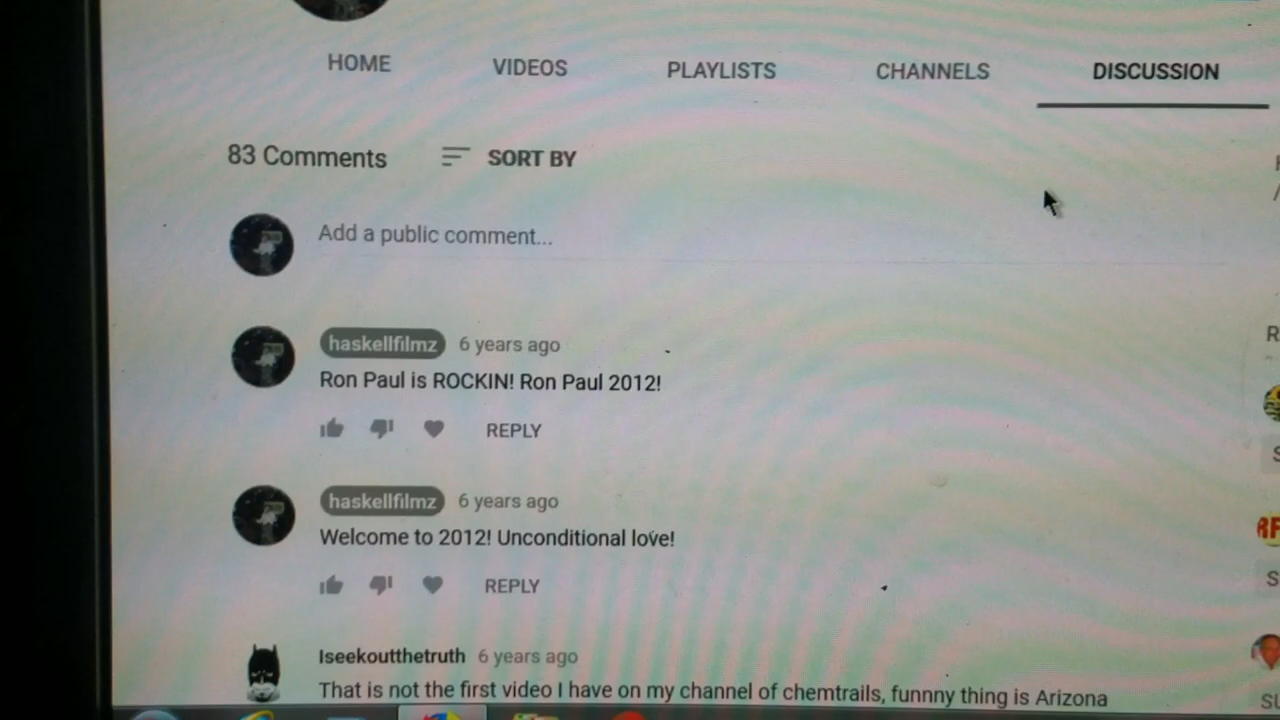 HOME VIDEOS PLAYLISTS CHANNELS DISCUSSION
83 Comments SORT BY
Add a public comment...
haskellfilmz 6 years ago
Ron Paul is ROCKIN! Ron Paul 2012!
REPLY
haskellfilmz 6 years ago
Welcome to 2012! Unconditional love!
REPLY
Iseekoutthetruth 6 years ago
That is not the first video I have on my channel of chemtrails, funnny thing is Arizona